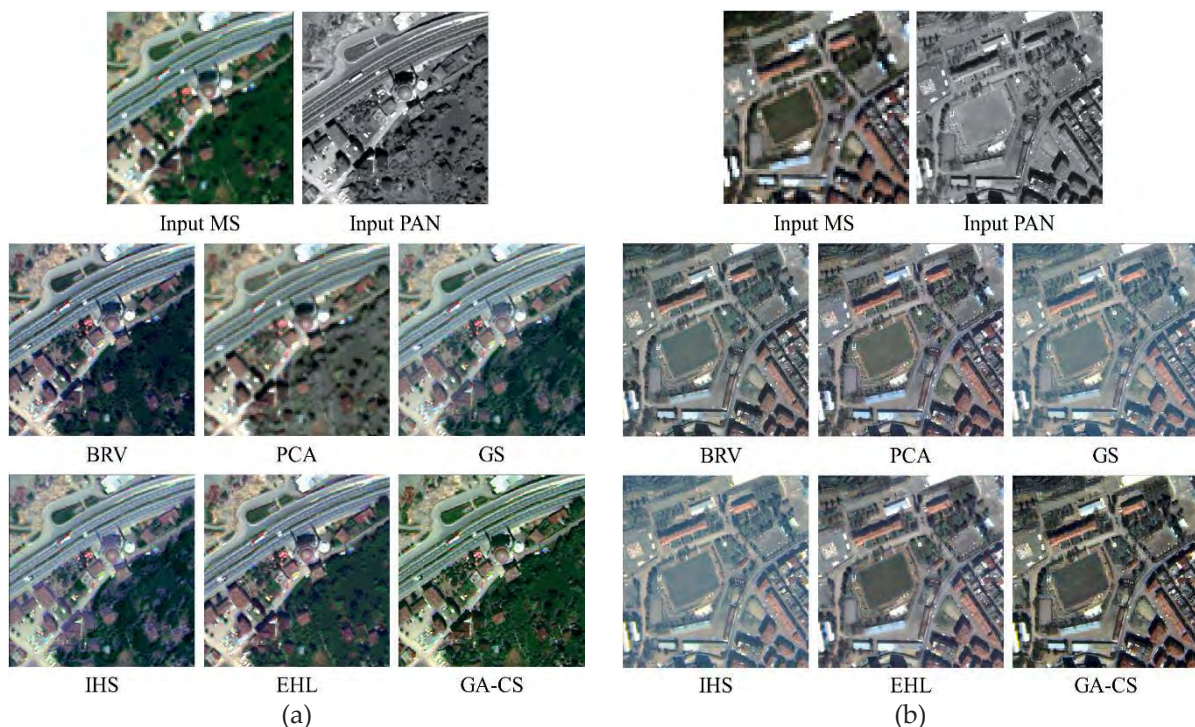 Input MS Input PAN Input MS Input PAN
BRV PCA GS BRV PCA GS
IHS EHL GA-CS IHS EHL GA-CS
(a) (b)